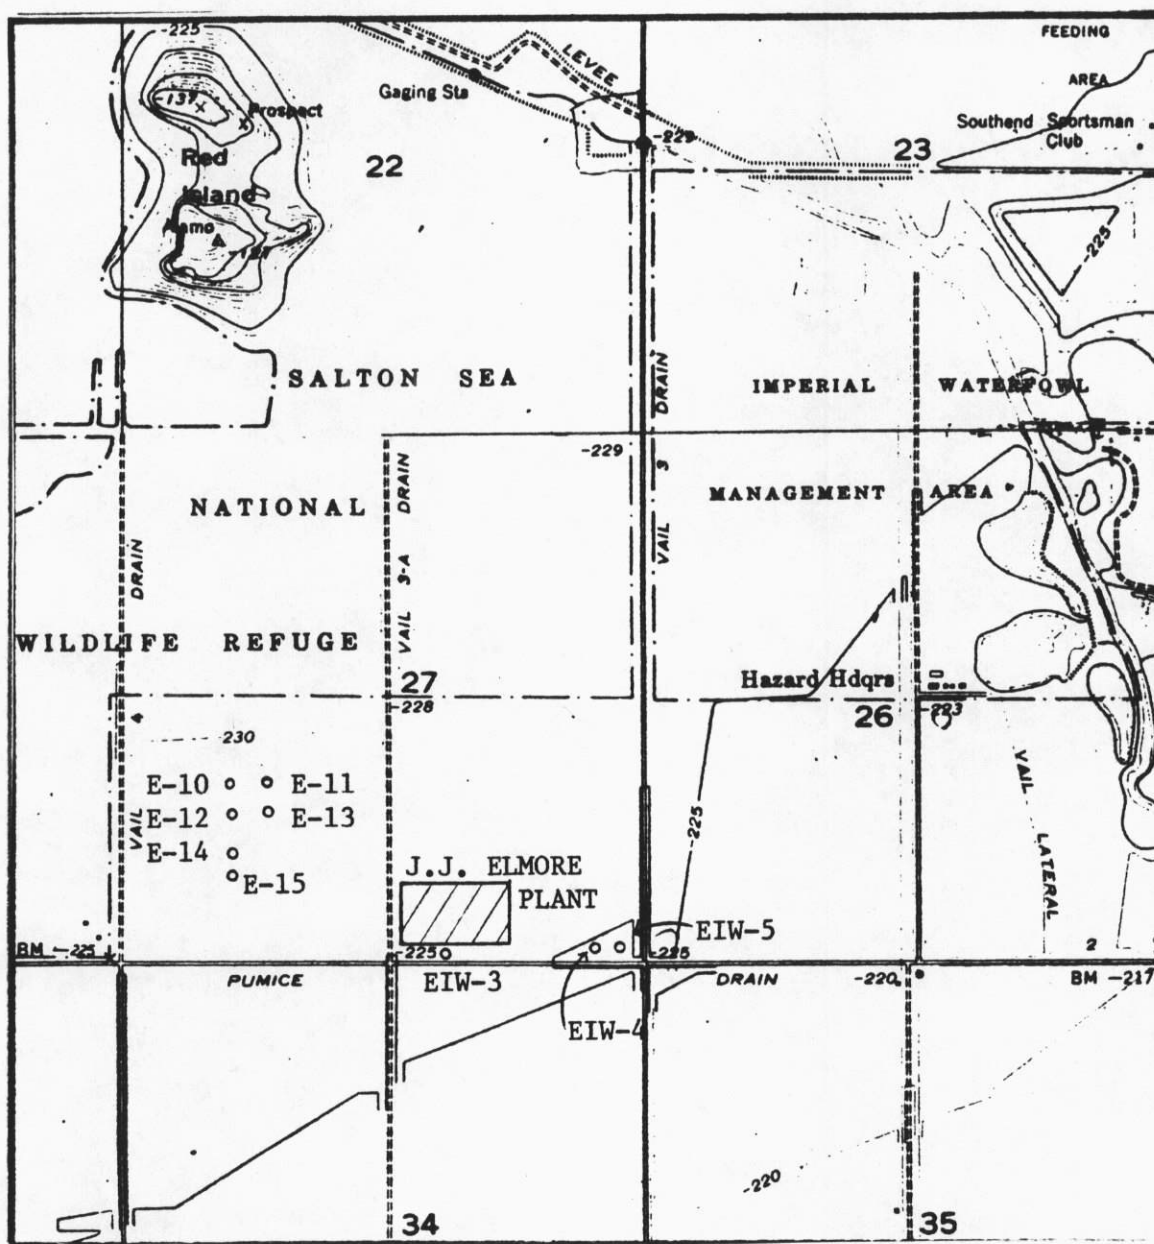 -225
FEEDING
LEVEE
AREA
Gaging Sta
-137
Prospect
Southend Sportsman
Club
-229
Red
22
23
Island
Alamo
-127
-225
DRAIN
SALTON SEA
IMPERIAL WATERFOWL
-229
3
DRAIN
NATIONAL
MANAGEMENT AREA
VAIL
DRAIN
3-A
VAIL
WILDLIFE REFUGE
27
Hazard Hdqrs
-228
26
-223
4
230
VAIL
E-10
E-11
E-12
E-13
VAIL
-225
LATERAL
E-14
J.J. ELMORE
PLANT
E-15
EIW-5
BM -225
-225
-225
2
PUMICE
EIW-3
DRAIN
-220
BM -217
EIW-4
-220
34
35